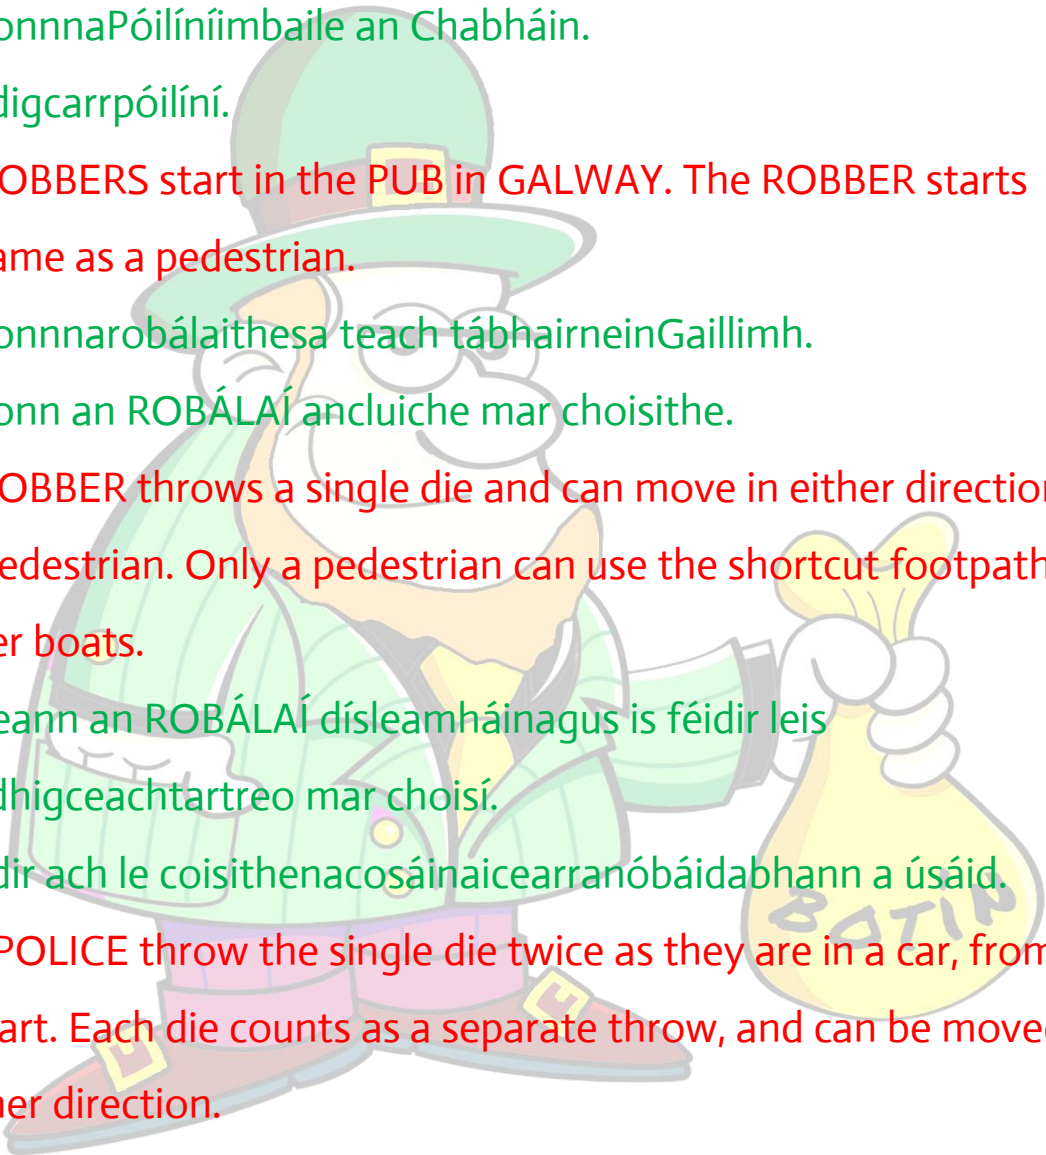 onnnaPóilíníimbaile an Chabháin.
digcarrpóilíní.
OBBERS start in the PUB in GALWAY. The ROBBER starts
ame as a pedestrian.
onnnarobálaithesa teach tábhairneinGaillimh.
onn an ROBÁLAÍ ancluiche mar choisithe.
OBBER throws a single die and can move in either direction
edestrian. Only a pedestrian can use the shortcut footpath
er boats.
eann an ROBÁLAÍ dísleamháinagus is féidir leis
dhigceachtartreo mar choisí.
dir ach le coisithenacosáinaicearranóbáidabhann a úsáid.
POLICE throw the single die twice as they are in a car, from
art. Each die counts as a separate throw, and can be moved
her direction.
BOTIN